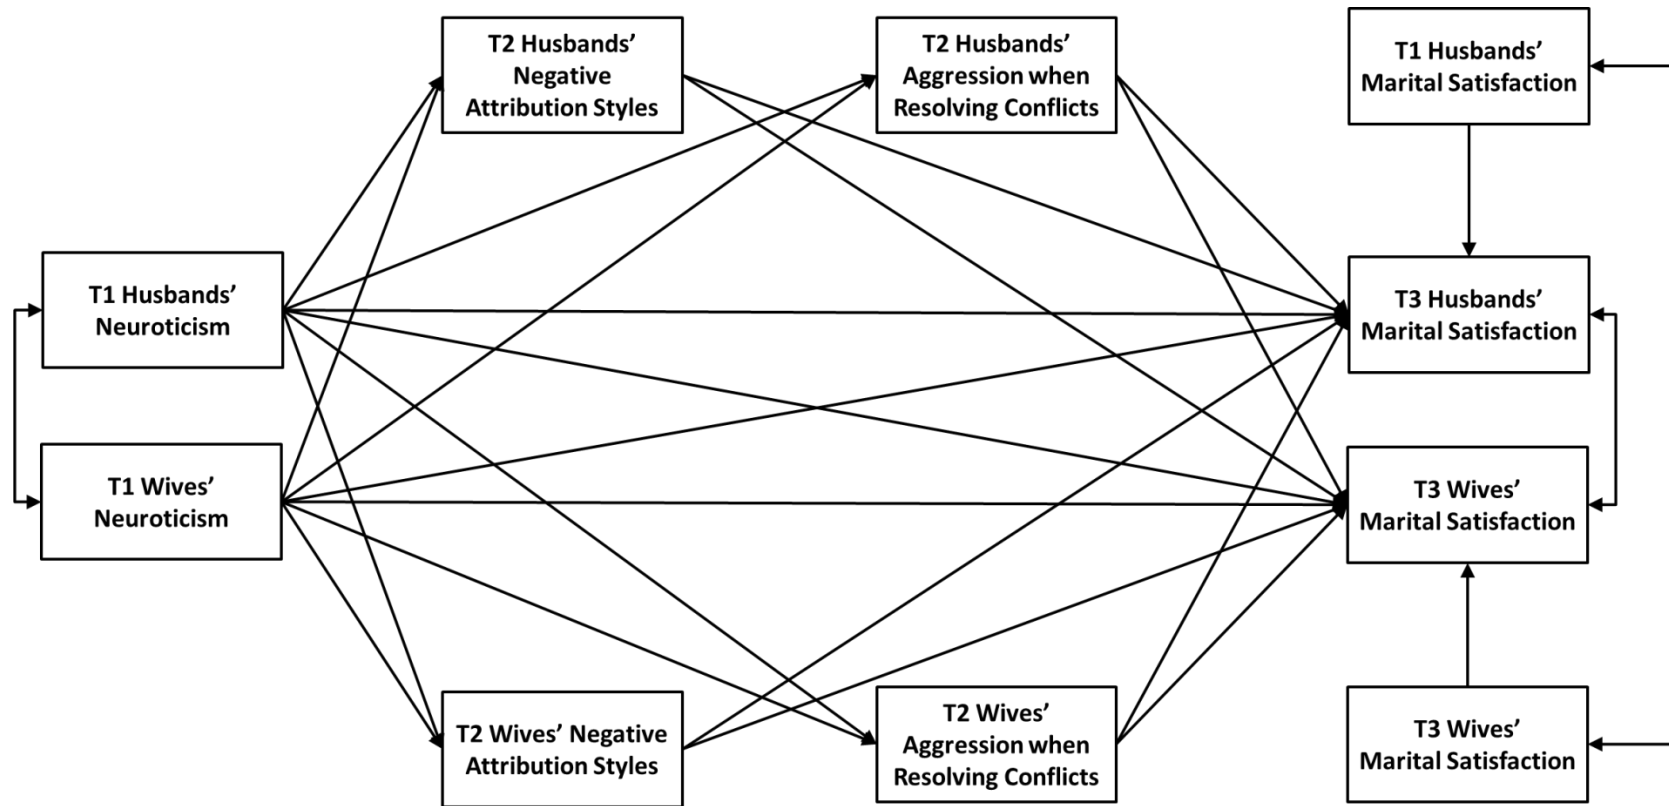 T2 Husbands’
Negative
Attribution Styles
T2 Husbands’
Aggression when
Resolving Conflicts
T1 Husbands’
Marital Satisfaction
T1 Husbands’
Neuroticism
T3 Husbands’
Marital Satisfaction
T1 Wives’
Neuroticism
T3 Wives’
Marital Satisfaction
T2 Wives’ Negative
Attribution Styles
T2 Wives’
Aggression when
Resolving Conflicts
T3 Wives’
Marital Satisfaction